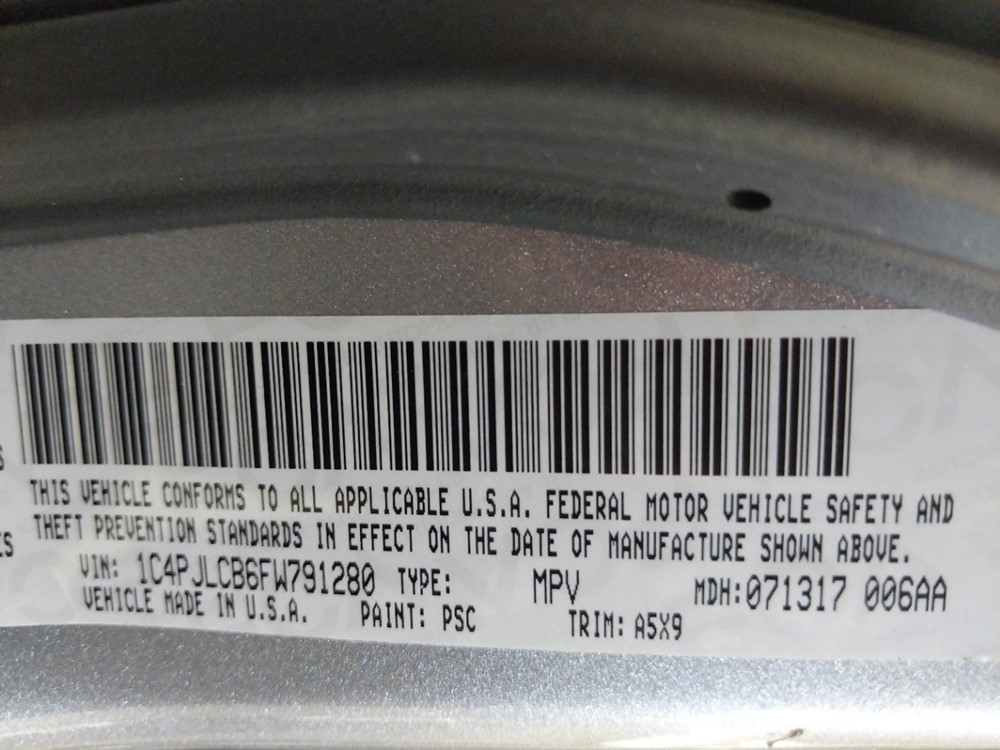 THIS VEHICLE CONFORMS TO ALL APPLICABLE U.S.A. FEDERAL MOTOR VEHICLE SAFETY AND
THEFT PREVENTION STANDARDS IN EFFECT ON THE DATE OF MANUFACTURE SHOWN ABOVE.
VIN: 1C4PJLCB6FW791280 TYPE: MPV MDH:071317 006AA
VEHICLE MADE IN U.S.A. PAINT: PSC TRIM: A5X9